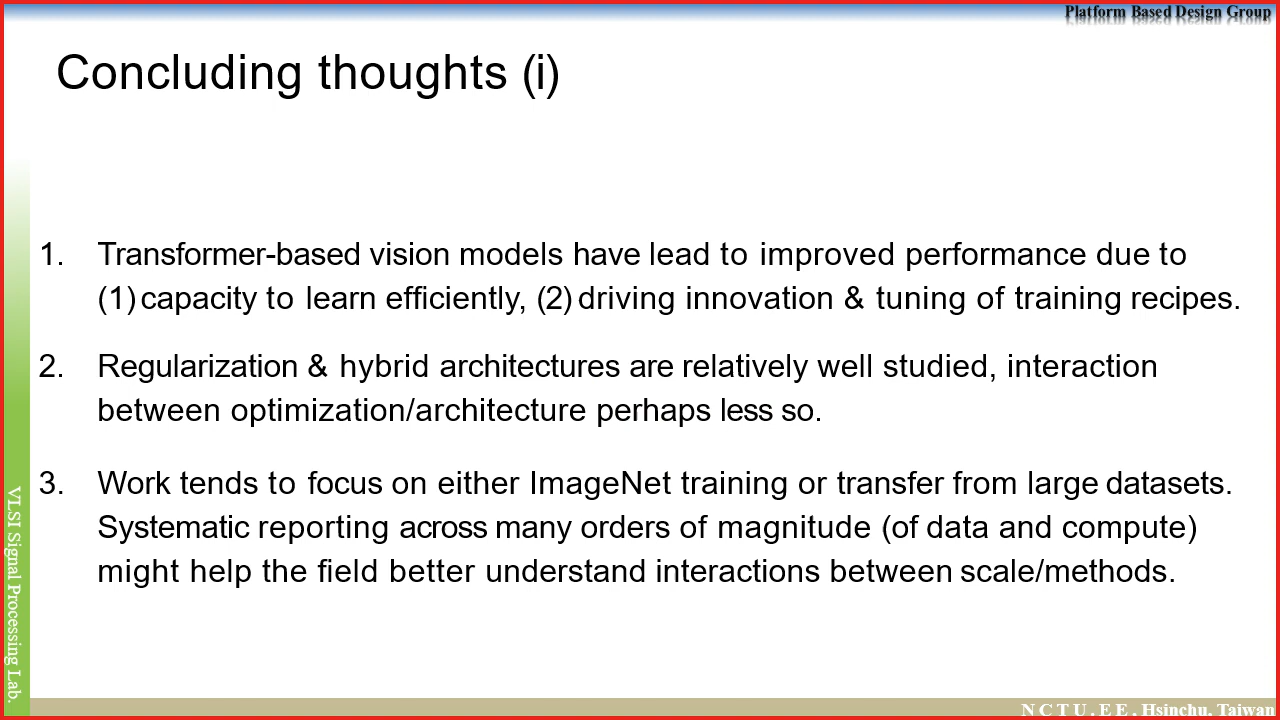 Platform Based Design Group
Concluding thoughts (i)
1. Transformer-based vision models have lead to improved performance due to
(1) capacity to learn efficiently, (2) driving innovation & tuning of training recipes.
2. Regularization & hybrid architectures are relatively well studied, interaction
between optimization/architecture perhaps less so.
3. Work tends to focus on either ImageNet training or transfer from large datasets.
Systematic reporting across many orders of magnitude (of data and compute)
might help the field better understand interactions between scale/methods.
VLSI Signal Processing Lab.
N C T U . E E , Hsinchu, Taiwan